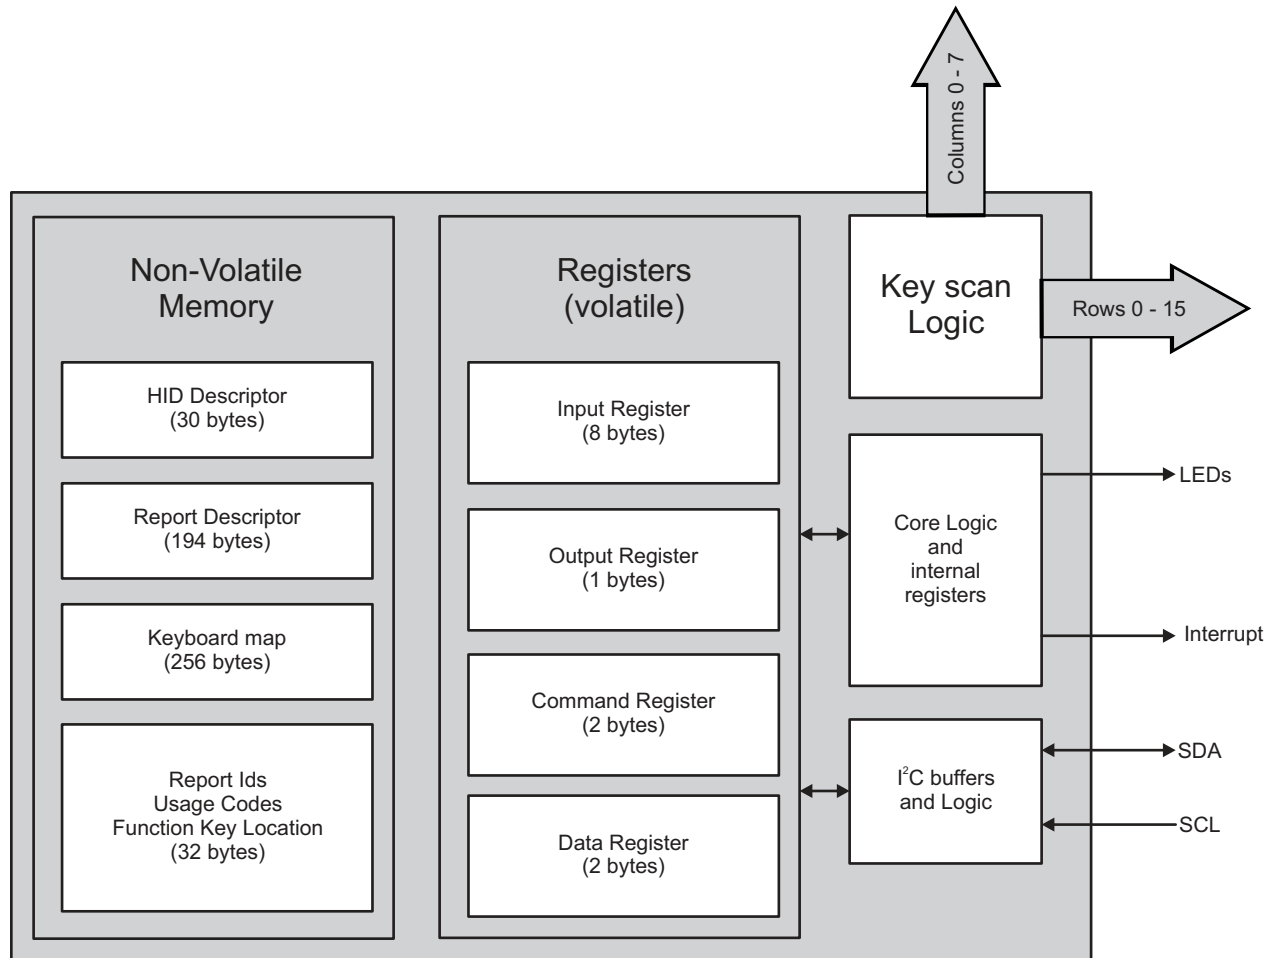 Columns 0 - 7
Non-Volatile
Memory
HID Descriptor
(30 bytes)
Report Descriptor
(194 bytes)
Keyboard map
(256 bytes)
Report Ids
Usage Codes
Function Key Location
(32 bytes)
Registers
(volatile)
Input Register
(8 bytes)
Output Register
(1 bytes)
Command Register
(2 bytes)
Data Register
(2 bytes)
Key scan
Logic
Rows 0 - 15
Core Logic
and
internal
registers
LEDs
Interrupt
I²C buffers
and Logic
SDA
SCL